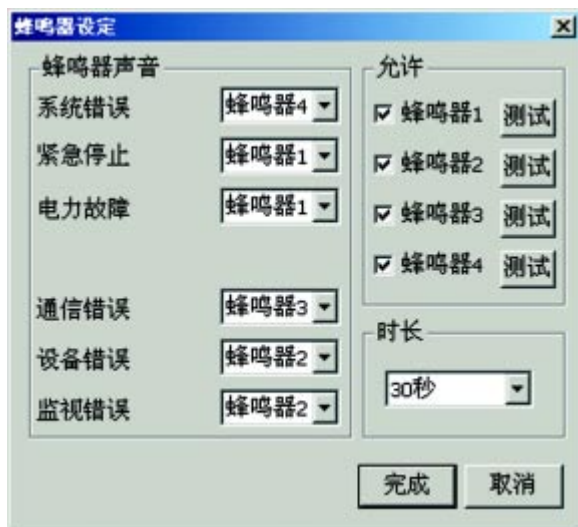 蜂鸣器设定
蜂鸣器声音
系统错误 蜂鸣器4
紧急停止 蜂鸣器1
电力故障 蜂鸣器1
通信错误 蜂鸣器3
设备错误 蜂鸣器2
监视错误 蜂鸣器2
允许
蜂鸣器1 测试
蜂鸣器2 测试
蜂鸣器3 测试
蜂鸣器4 测试
时长
30秒
完成 取消